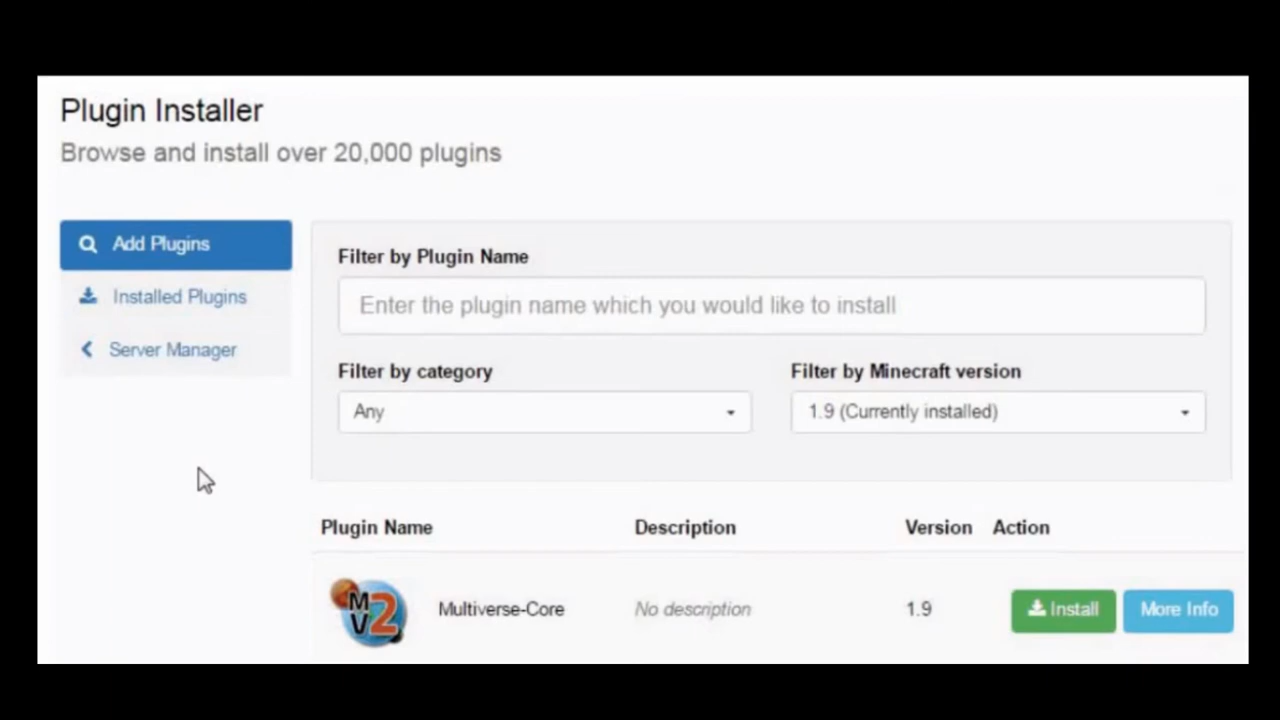 Plugin Installer
Browse and install over 20,000 plugins
Add Plugins
Installed Plugins
Server Manager
Filter by Plugin Name
Enter the plugin name which you would like to install
Filter by category
Filter by Minecraft version
Any
1.9 (Currently installed)
Plugin Name Description Version Action
MV2 Multiverse-Core No description 1.9 Install More Info